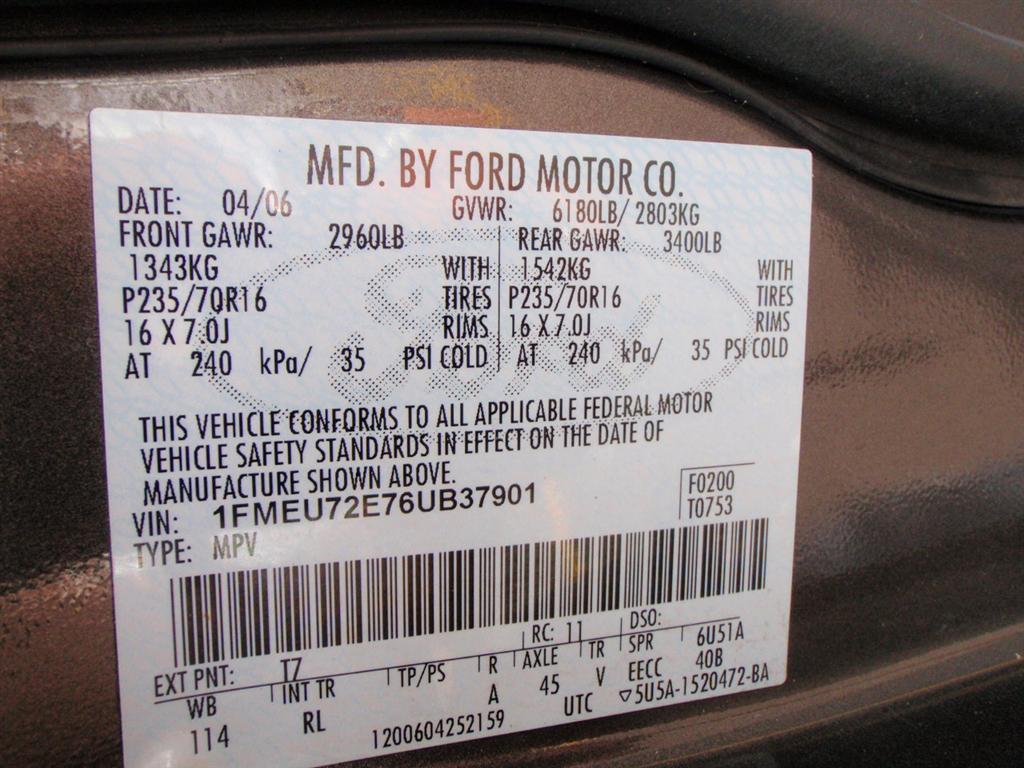 MFD. BY FORD MOTOR CO.
DATE: 04/06 GVWR: 6180LB/2803KG
FRONT GAWR: 2960LB REAR GAWR: 3400LB
1343KG WITH 1542KG WITH
P235/70R16 TIRES P235/70R16 TIRES
16 X 7.0J RIMS 16 X 7.0J RIMS
AT 240 kPa/ 35 PSI COLD AT 240 kPa/ 35 PSI COLD
THIS VEHICLE CONFORMS TO ALL APPLICABLE FEDERAL MOTOR
VEHICLE SAFETY STANDARDS IN EFFECT ON THE DATE OF
MANUFACTURE SHOWN ABOVE.
VIN: 1FMEU72E76UB37901
F0200
T0753
TYPE: MPV
EXT PNT: T7 RC: 11 DSO:
WB INT TR TP/PS R AXLE TR SPR 6U51A
114 RL A 45 V EECC 40B
1200604252159 UTC ▽5U5A-1520472-BA